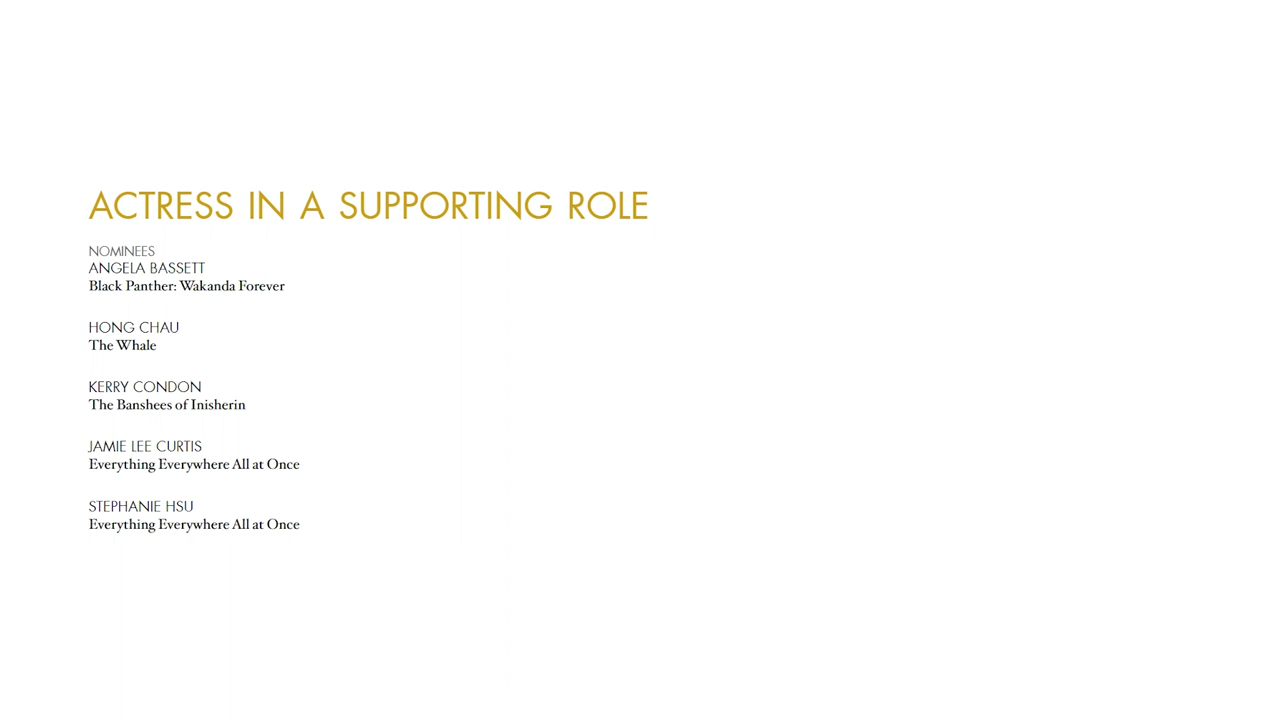 ACTRESS IN A SUPPORTING ROLE
NOMINEES
ANGELA BASSETT
Black Panther: Wakanda Forever
HONG CHAU
The Whale
KERRY CONDON
The Banshees of Inisherin
JAMIE LEE CURTIS
Everything Everywhere All at Once
STEPHANIE HSU
Everything Everywhere All at Once